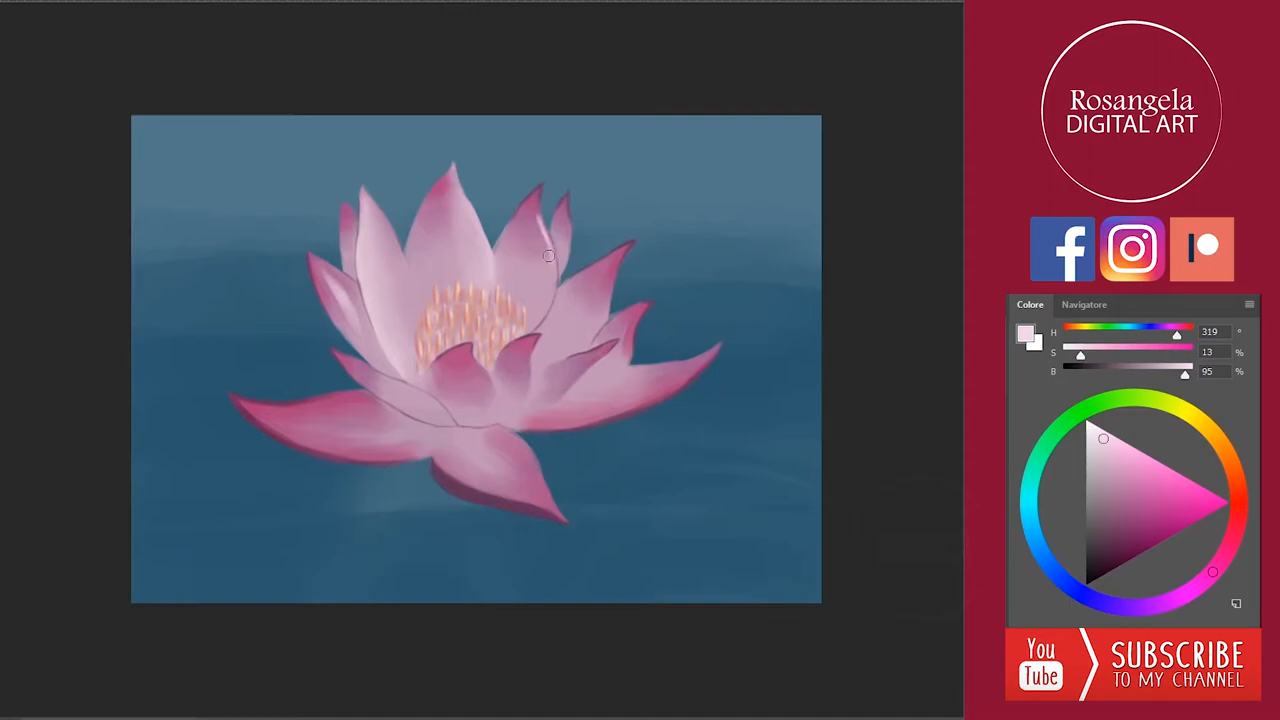 Rosangela
DIGITAL ART
Colore Navigatore
H 319 °
S 13 %
B 95 %
You
Tube
SUBSCRIBE
TO MY CHANNEL